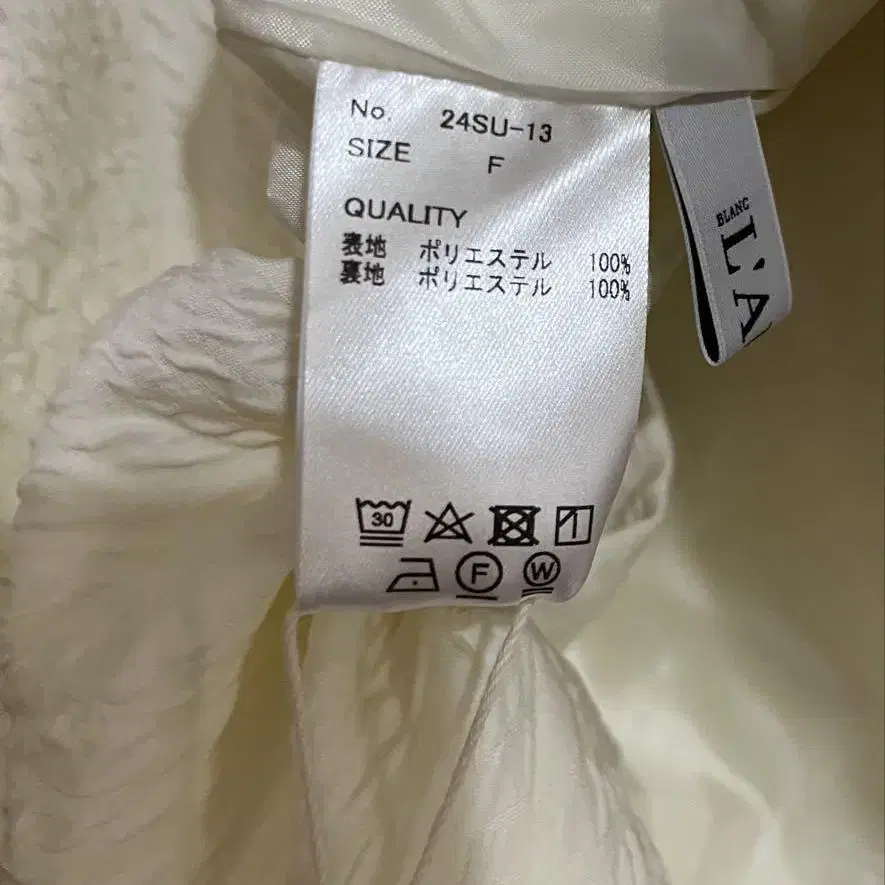 No. 24SU-13
SIZE F
QUALITY
表地 ポリエステル 100%
裏地 ポリエステル 100%
30
F W
BLANC
L'A